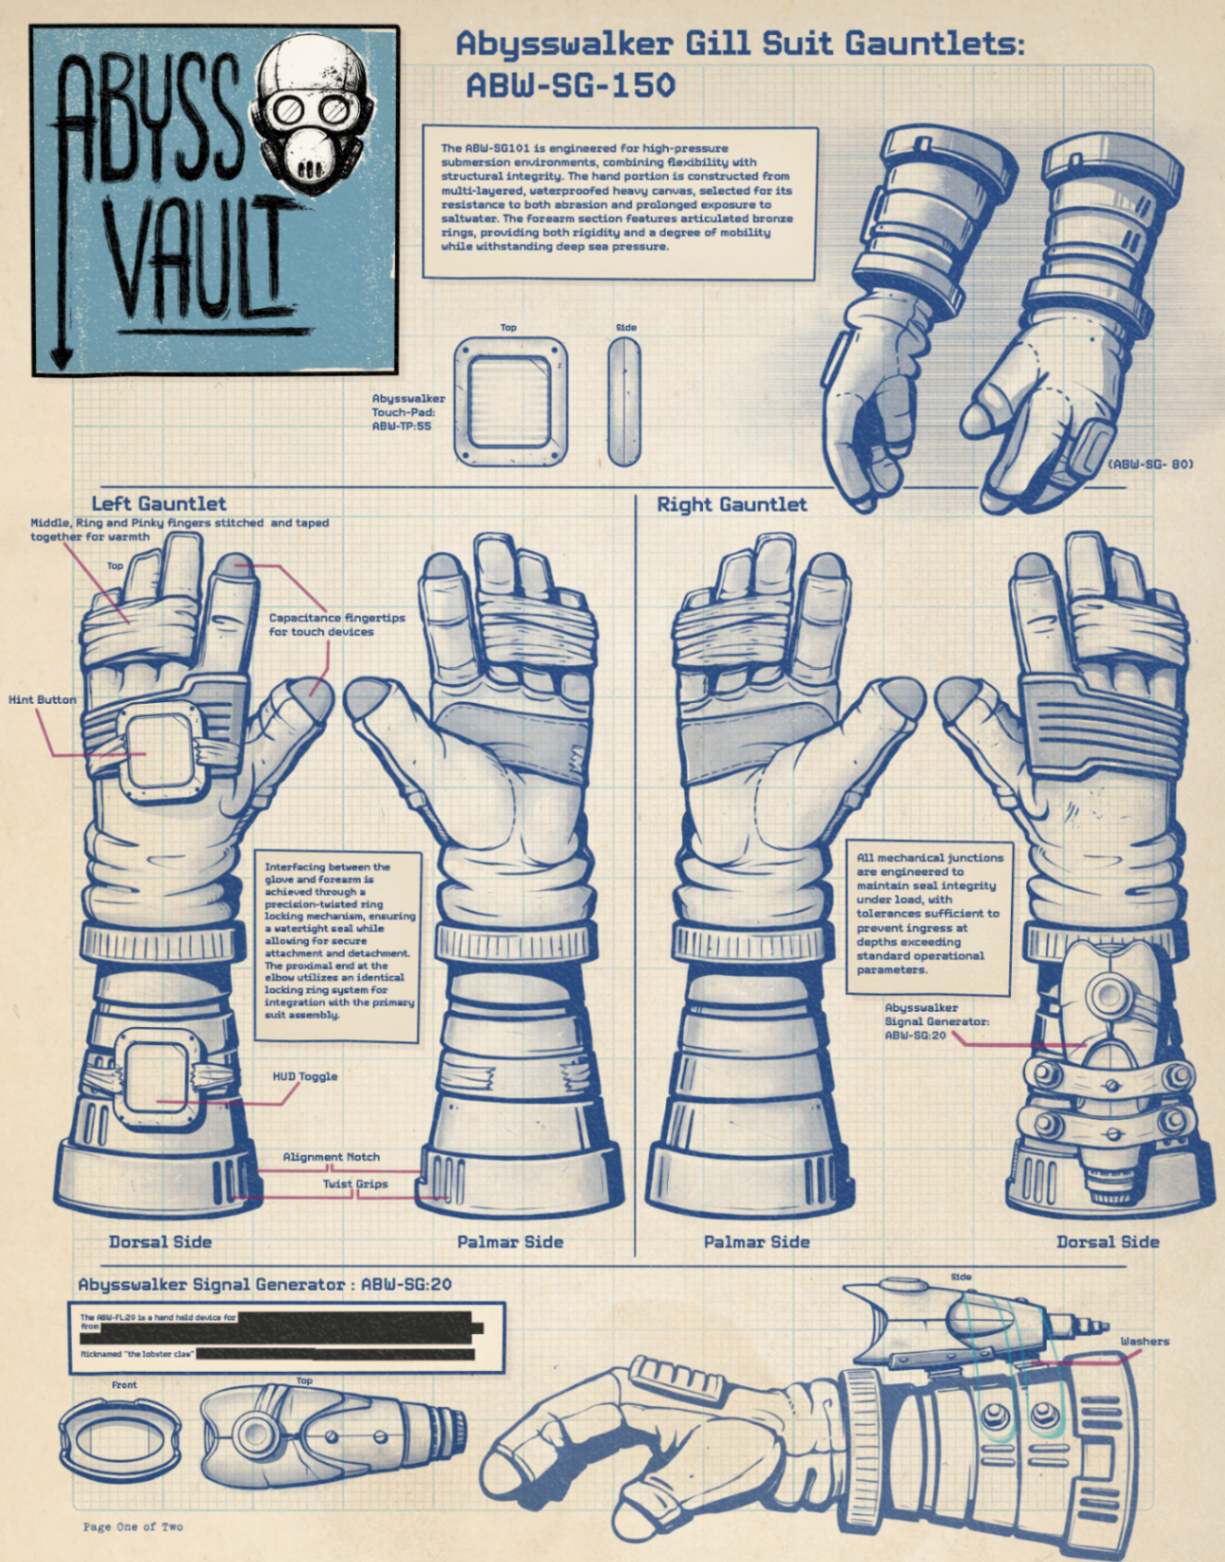 ABYSS
VAULT
Abysswalker Gill Suit Gauntlets:
ABW-SG-150
The ABW-SG101 is engineered for high-pressure
submersion environments, combining flexibility with
structural integrity. The hand portion is constructed from
multi-layered, waterproofed heavy canvas, selected for its
resistance to both abrasion and prolonged exposure to
saltwater. The forearm section features articulated bronze
rings, providing both rigidity and a degree of mobility
while withstanding deep sea pressure.
Top
Side
Abysswalker
Touch-Pad:
ABW-TP:55
(ABW-SG- 80)
Left Gauntlet
Middle, Ring and Pinky fingers stitched and taped
together for warmth
Top
Capacitance fingertips
for touch devices
Hint Button
Interfacing between the
glove and forearm is
achieved through a
precision-twisted ring
locking mechanism, ensuring
a watertight seal while
allowing for secure
attachment and detachment.
The proximal end at the
elbow utilizes an identical
locking ring system for
integration with the primary
suit assembly.
HUD Toggle
Alignment Notch
Twist Grips
Dorsal Side
Palmar Side
Right Gauntlet
All mechanical junctions
are engineered to
maintain seal integrity
under load, with
tolerances sufficient to
prevent ingress at
depths exceeding
standard operational
parameters.
Abysswalker
Signal Generator:
ABW-SG:20
Palmar Side
Dorsal Side
Abysswalker Signal Generator : ABW-SG:20
The ABW-FL:20 is a hand held device for
from
Nicknamed "the lobster claw"
Front
Top
Side
Washers
Page One of Two